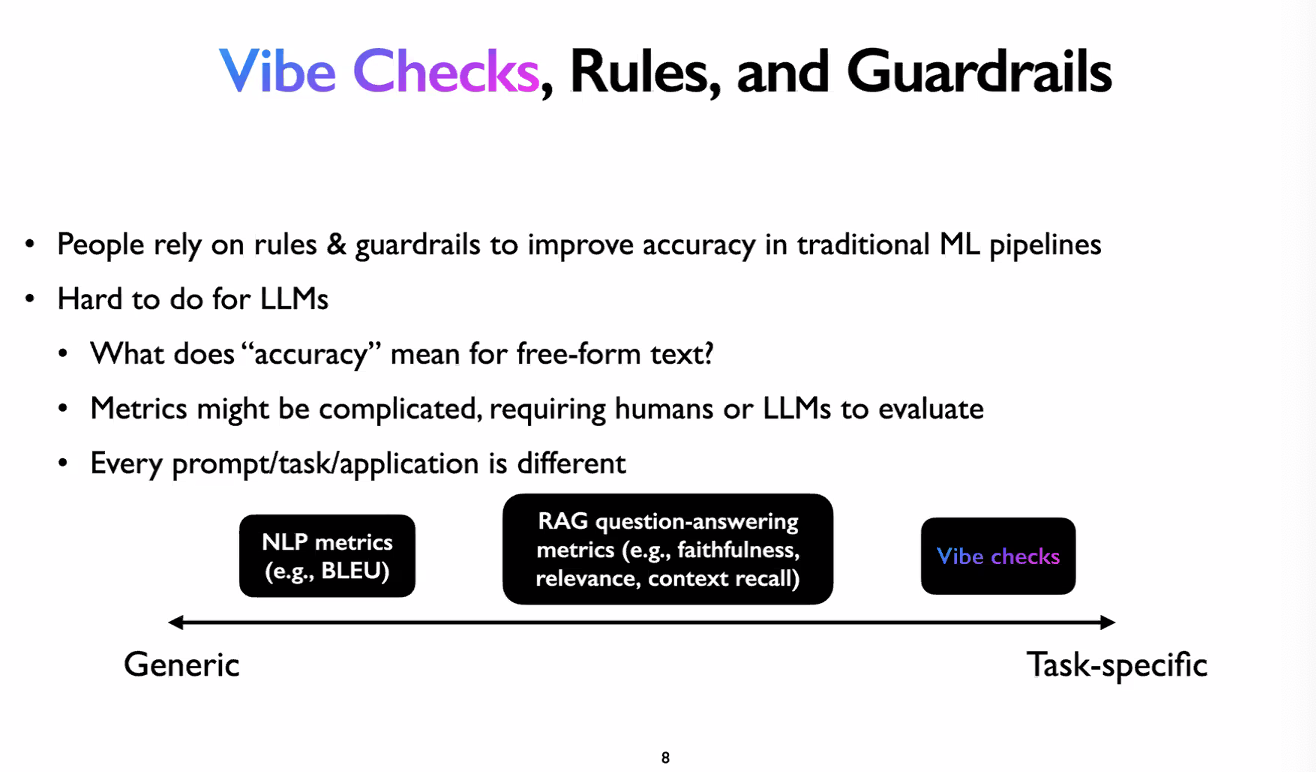 Vibe Checks, Rules, and Guardrails
• People rely on rules & guardrails to improve accuracy in traditional ML pipelines
• Hard to do for LLMs
• What does “accuracy” mean for free-form text?
• Metrics might be complicated, requiring humans or LLMs to evaluate
• Every prompt/task/application is different
NLP metrics
(e.g., BLEU)
RAG question-answering
metrics (e.g., faithfulness,
relevance, context recall)
Vibe checks
Generic
Task-specific
8